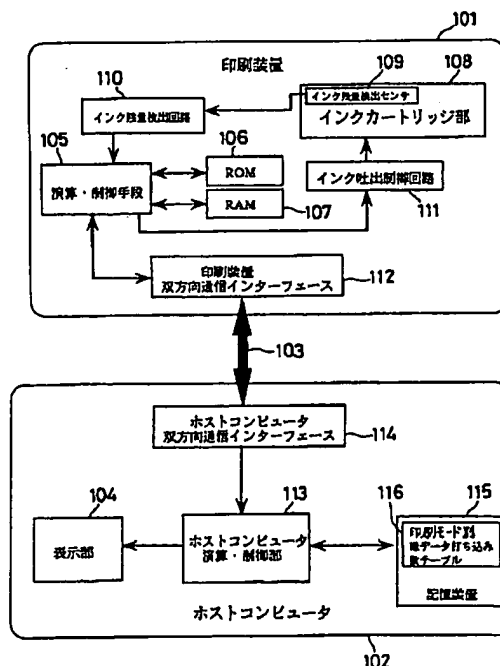 101
印刷装置
110
109
108
インク残量検出センサ
インクカートリッジ部
インク残量検出回路
105
106
演算・制御手段
ROM
RAM
107
インク吐出制御回路
111
印刷装置
双方向通信インターフェース
112
103
ホストコンピュータ
双方向通信インターフェース
114
104
113
116
115
表示部
ホストコンピュータ
演算・制御部
印刷モード別
データ打ち込み
数テーブル
記憶装置
ホストコンピュータ
102